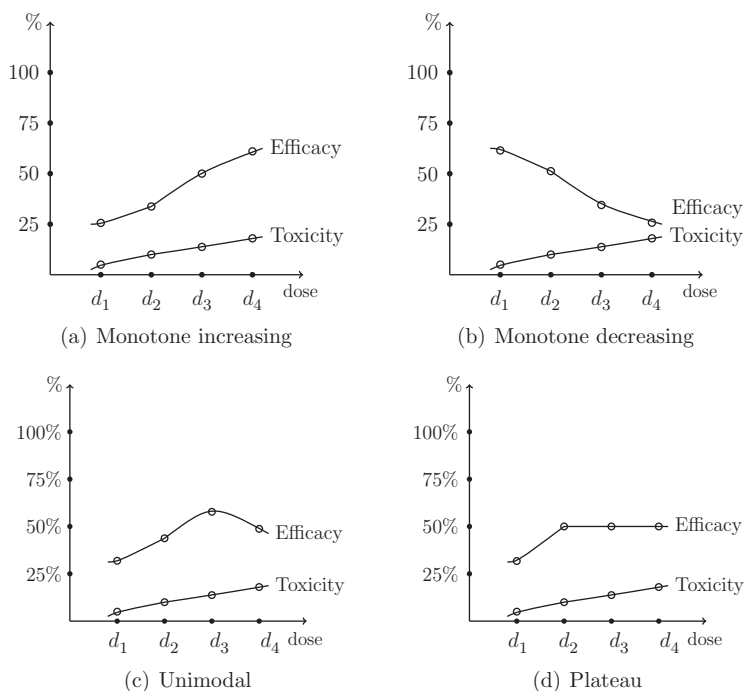 %
100
75
50
25
Efficacy
Toxicity
d1 d2 d3 d4 dose
(a) Monotone increasing
%
100
75
50
25
Efficacy
Toxicity
d1 d2 d3 d4 dose
(b) Monotone decreasing
%
100%
75%
50%
25%
Efficacy
Toxicity
d1 d2 d3 d4 dose
(c) Unimodal
%
100%
75%
50%
25%
Efficacy
Toxicity
d1 d2 d3 d4 dose
(d) Plateau